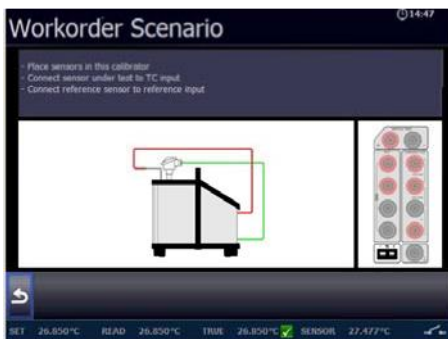 14:47
Workorder Scenario
- Place sensors in this calibrator
- Connect sensor under test to TC input
- Connect reference sensor to reference input
SET 26.850°C READ 26.850°C TRUE 26.850°C SENSOR 27.477°C